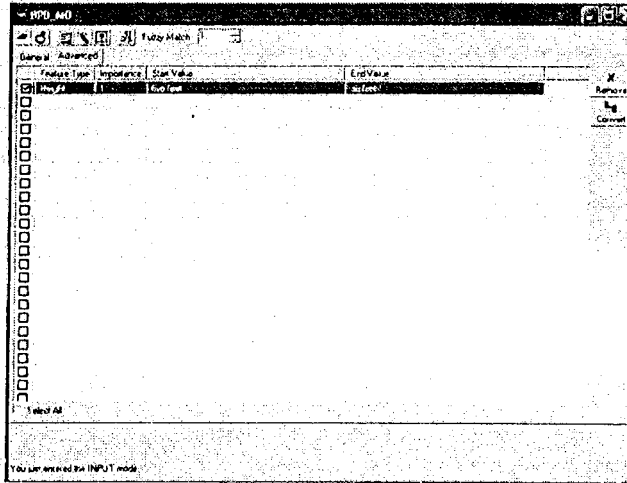 Fuzzy Match
General Advanced
Feature Type Importance Start Value End Value
Remove
Height 1 five feet six feet
Convert
Select All
You just entered the INPUT mode